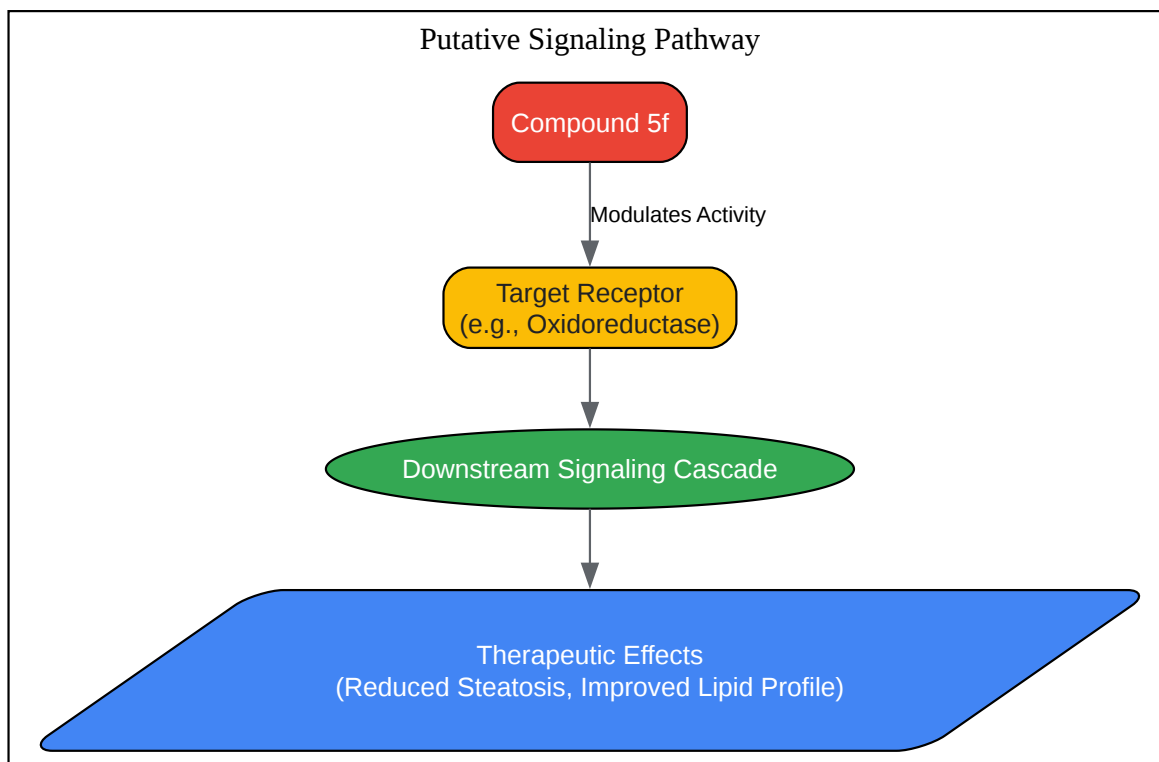 Putative Signaling Pathway
Compound 5f
Modulates Activity
Target Receptor
(e.g., Oxidoreductase)
Downstream Signaling Cascade
Therapeutic Effects
(Reduced Steatosis, Improved Lipid Profile)